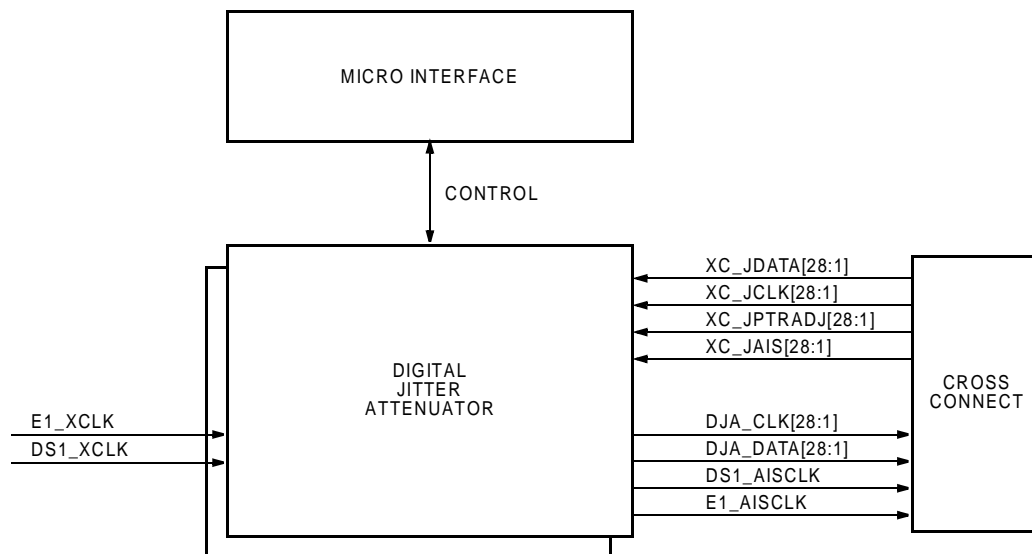 MICRO INTERFACE
CONTROL
XC_JDATA[28:1]
XC_JCLK[28:1]
XC_JPTRADJ[28:1]
XC_JAIS[28:1]
DIGITAL
JITTER
ATTENUATOR
CROSS
CONNECT
E1_XCLK
DS1_XCLK
DJA_CLK[28:1]
DJA_DATA[28:1]
DS1_AISCLK
E1_AISCLK